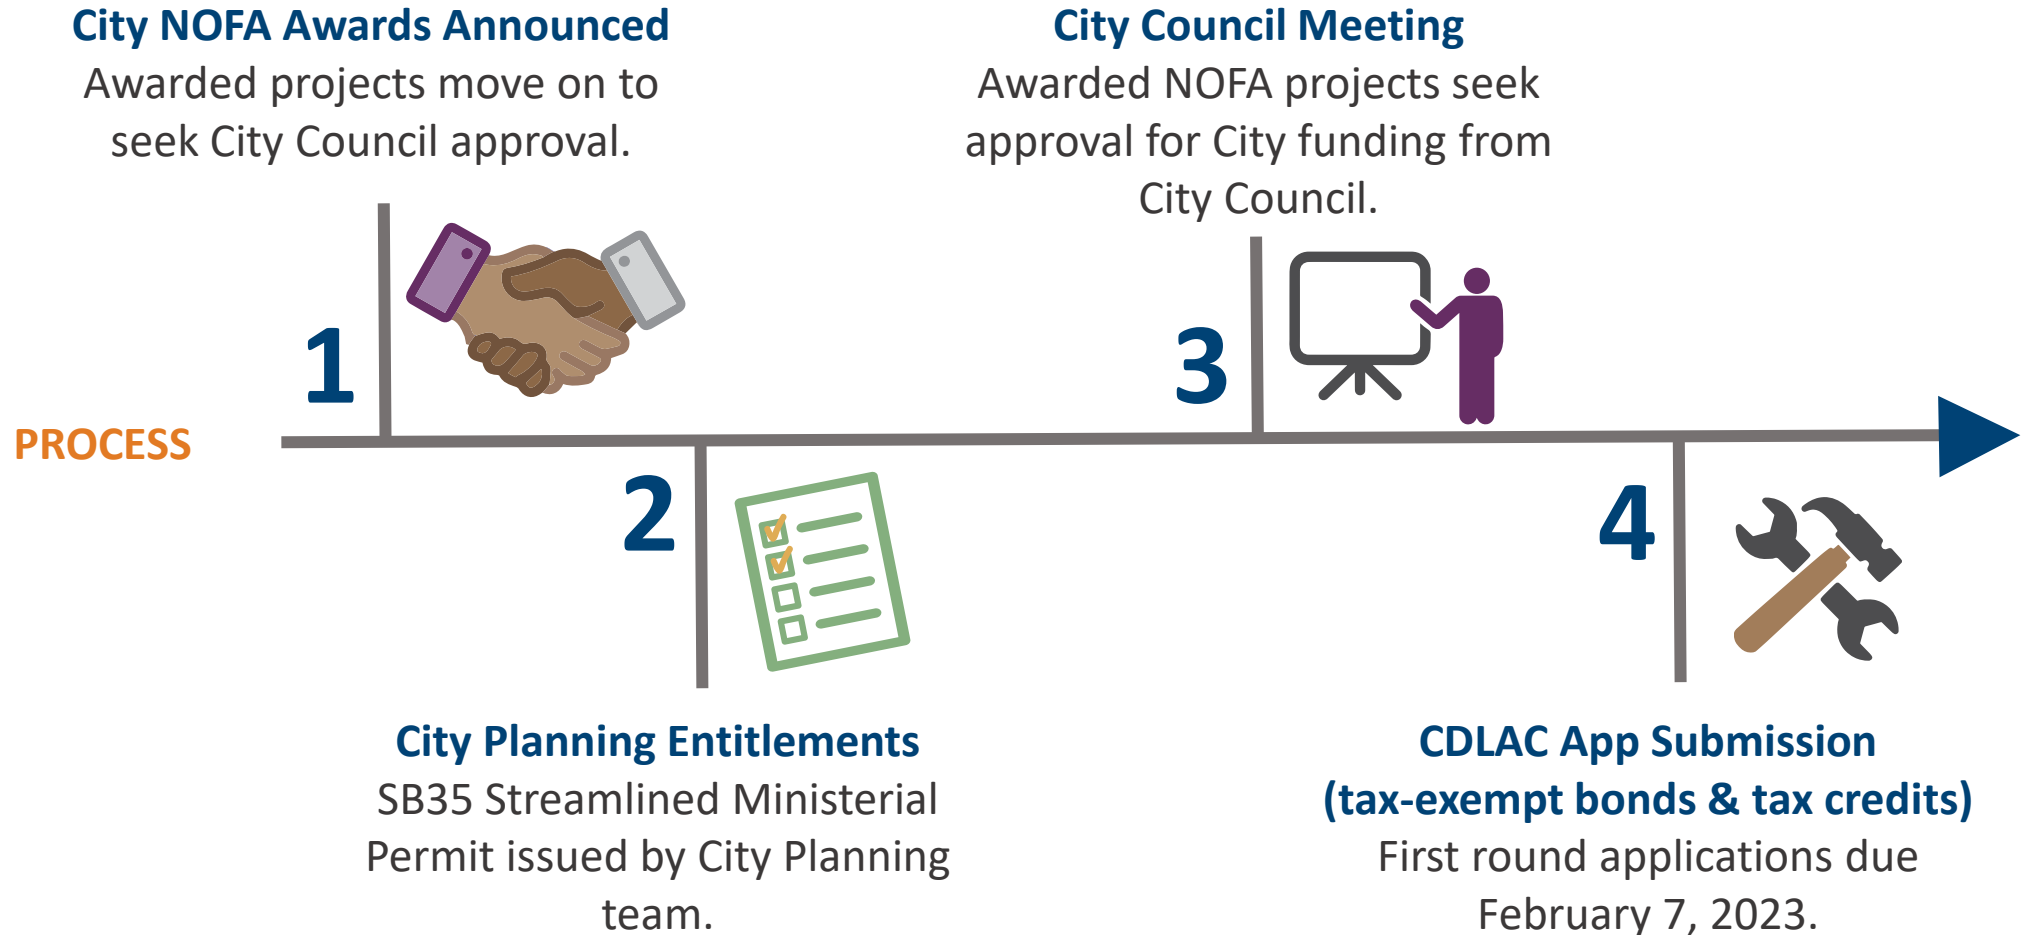 City NOFA Awards Announced
Awarded projects move on to
seek City Council approval.
City Council Meeting
Awarded NOFA projects seek
approval for City funding from
City Council.
1
3
PROCESS
2
4
City Planning Entitlements
SB35 Streamlined Ministerial
Permit issued by City Planning
team.
CDLAC App Submission
(tax-exempt bonds & tax credits)
First round applications due
February 7, 2023.